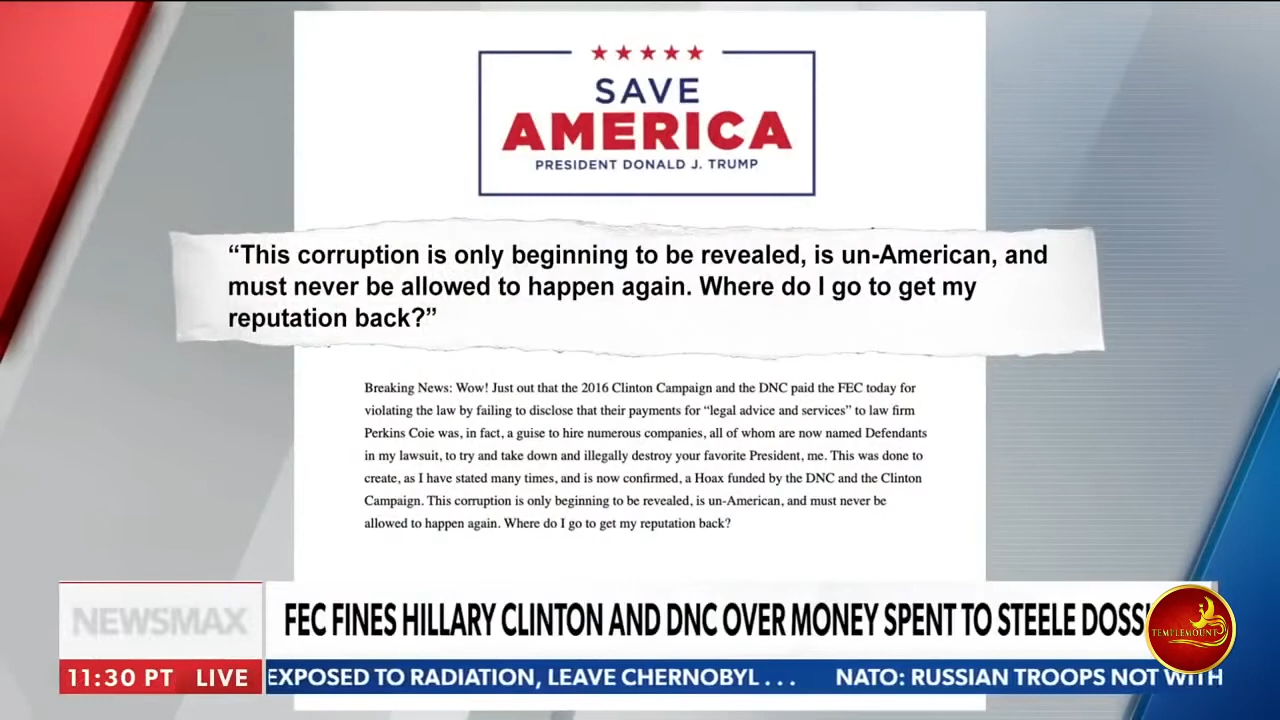 SAVE
AMERICA
PRESIDENT DONALD J. TRUMP
“This corruption is only beginning to be revealed, is un-American, and
must never be allowed to happen again. Where do I go to get my
reputation back?”
Breaking News: Wow! Just out that the 2016 Clinton Campaign and the DNC paid the FEC today for
violating the law by failing to disclose that their payments for “legal advice and services” to law firm
Perkins Coie was, in fact, a guise to hire numerous companies, all of whom are now named Defendants
in my lawsuit, to try and take down and illegally destroy your favorite President, me. This was done to
create, as I have stated many times, and is now confirmed, a Hoax funded by the DNC and the Clinton
Campaign. This corruption is only beginning to be revealed, is un-American, and must never be
allowed to happen again. Where do I go to get my reputation back?
NEWSMAX
FEC FINES HILLARY CLINTON AND DNC OVER MONEY SPENT TO STEELE
TEMPLEMOUNT
11:30 PT LIVE
EXPOSED TO RADIATION, LEAVE CHERNOBYL . . . NATO: RUSSIAN TROOPS NOT WITH